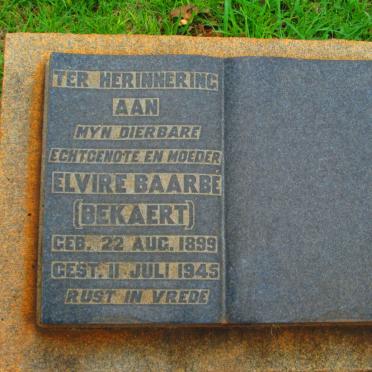 TER HERINNERING
AAN
MYN DIERBARE
ECHTGENOTE EN MOEDER
ELVIRE BAARBÉ
(BEKAERT)
GEB. 22 AUG. 1899
GEST. 11 JULI 1945
RUST IN VREDE